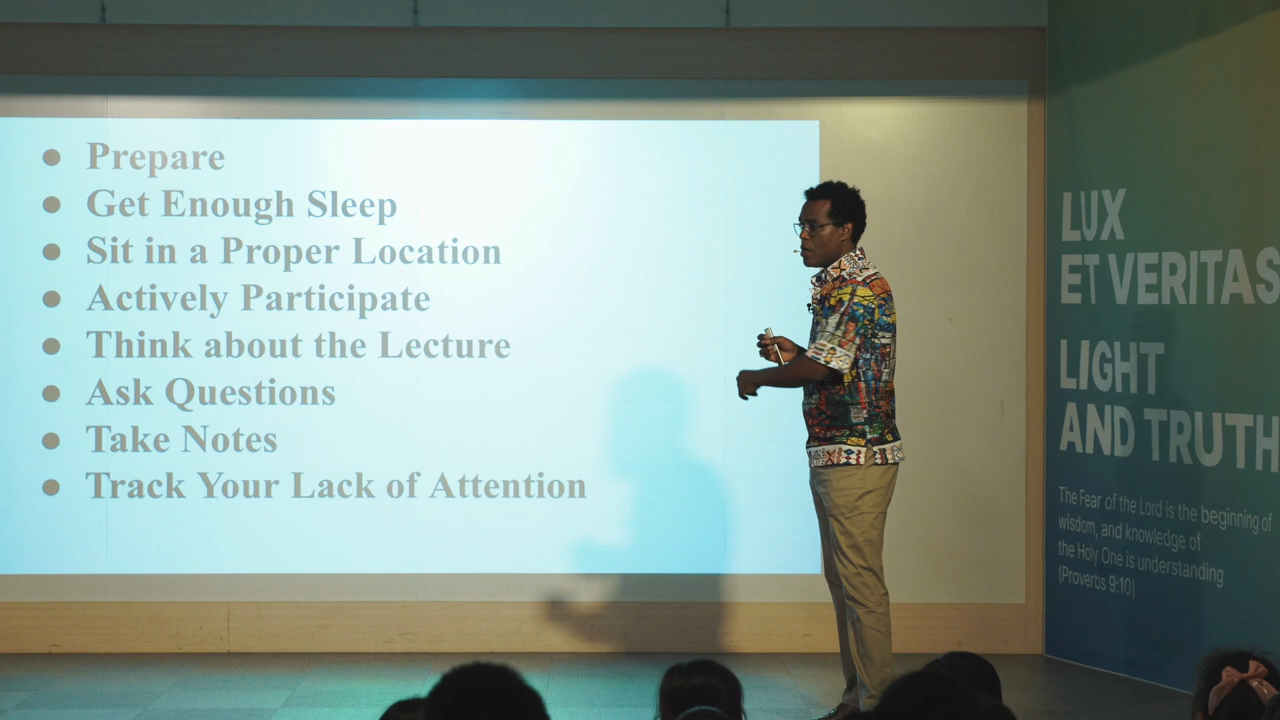 ● Prepare
● Get Enough Sleep
● Sit in a Proper Location
● Actively Participate
● Think about the Lecture
● Ask Questions
● Take Notes
● Track Your Lack of Attention
LUX
ET VERITAS
LIGHT
AND TRUTH
The Fear of the Lord is the beginning of
wisdom, and knowledge of
the Holy One is understanding
(Proverbs 9:10)